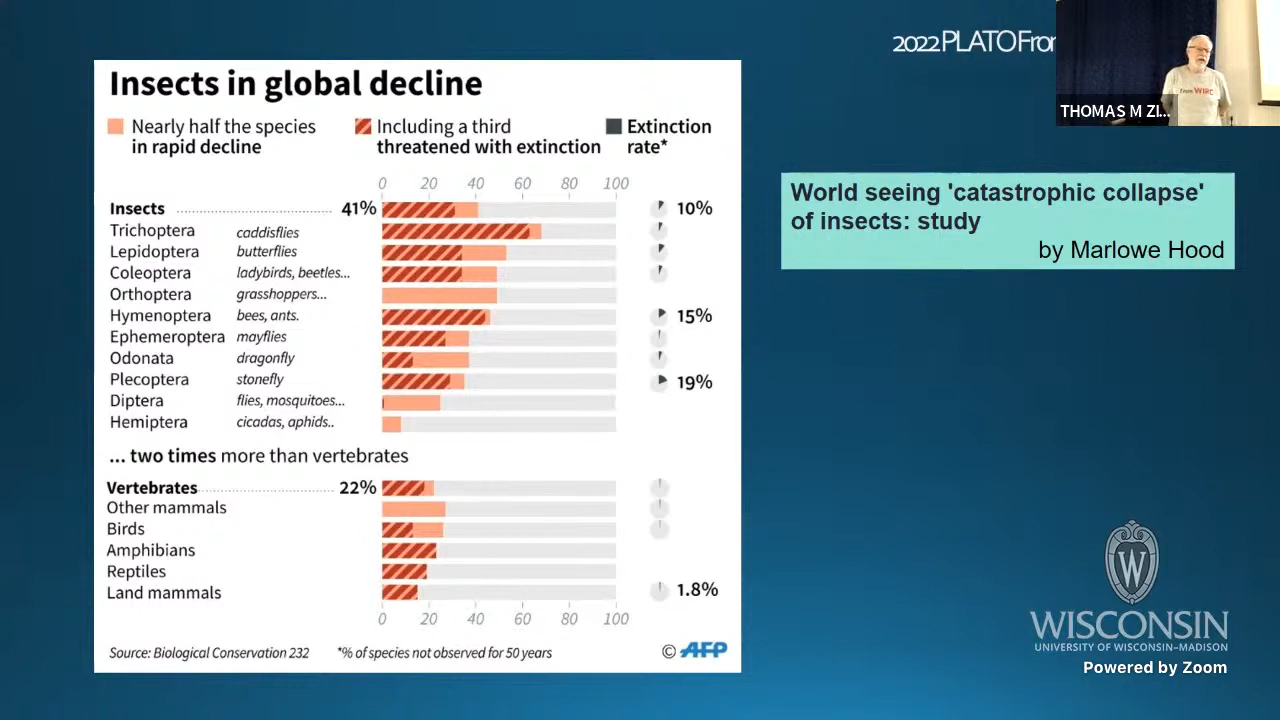 2022 PLATO Fron
from WIRC
THOMAS M ZI...
World seeing 'catastrophic collapse'
of insects: study
by Marlowe Hood
Insects in global decline
Nearly half the species
in rapid decline
Including a third
threatened with extinction
Extinction
rate*
0 20 40 60 80 100
Insects 41% 10%
Trichoptera caddisflies
Lepidoptera butterflies
Coleoptera ladybirds, beetles...
Orthoptera grasshoppers...
Hymenoptera bees, ants. 15%
Ephemeroptera mayflies
Odonata dragonfly
Plecoptera stonefly 19%
Diptera flies, mosquitoes...
Hemiptera cicadas, aphids..
... two times more than vertebrates
Vertebrates 22%
Other mammals
Birds
Amphibians
Reptiles
Land mammals 1.8%
0 20 40 60 80 100
Source: Biological Conservation 232 *% of species not observed for 50 years © AFP
W
WISCONSIN
UNIVERSITY OF WISCONSIN–MADISON
Powered by Zoom